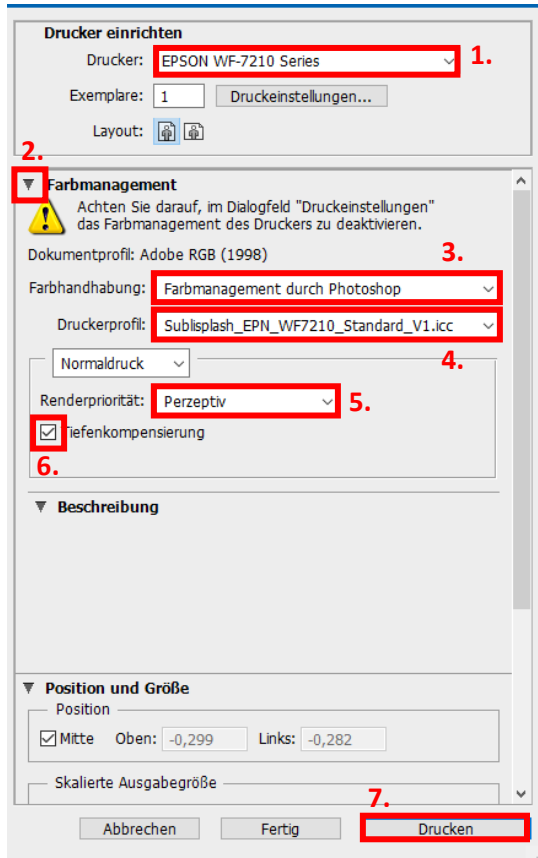 Drucker einrichten
Drucker: EPSON WF-7210 Series 1.
Exemplare: 1 Druckeinstellungen...
Layout:
2.
Farbmanagement
Achten Sie darauf, im Dialogfeld "Druckeinstellungen"
das Farbmanagement des Druckers zu deaktivieren.
Dokumentprofil: Adobe RGB (1998)
3.
Farbhandhabung: Farbmanagement durch Photoshop
Druckerprofil: Sublisplash_EPN_WF7210_Standard_V1.icc
4.
Normaldruck
Renderpriorität: Perzeptiv 5.
Tiefenkompensierung
6.
Beschreibung
Position und Größe
Position
Mitte Oben: -0,299 Links: -0,282
Skalierte Ausgabegröße
7.
Abbrechen Fertig Drucken